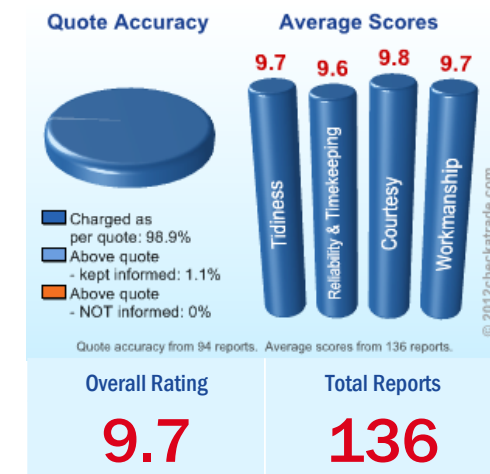 Quote Accuracy
Average Scores
9.7
9.6
9.8
9.7
Tidiness
Reliability & Timekeeping
Courtesy
Workmanship
Charged as
per quote: 98.9%
Above quote
- kept informed: 1.1%
Above quote
- NOT informed: 0%
© 2012checkatrade.com
Quote accuracy from 94 reports. Average scores from 136 reports.
Overall Rating
9.7
Total Reports
136